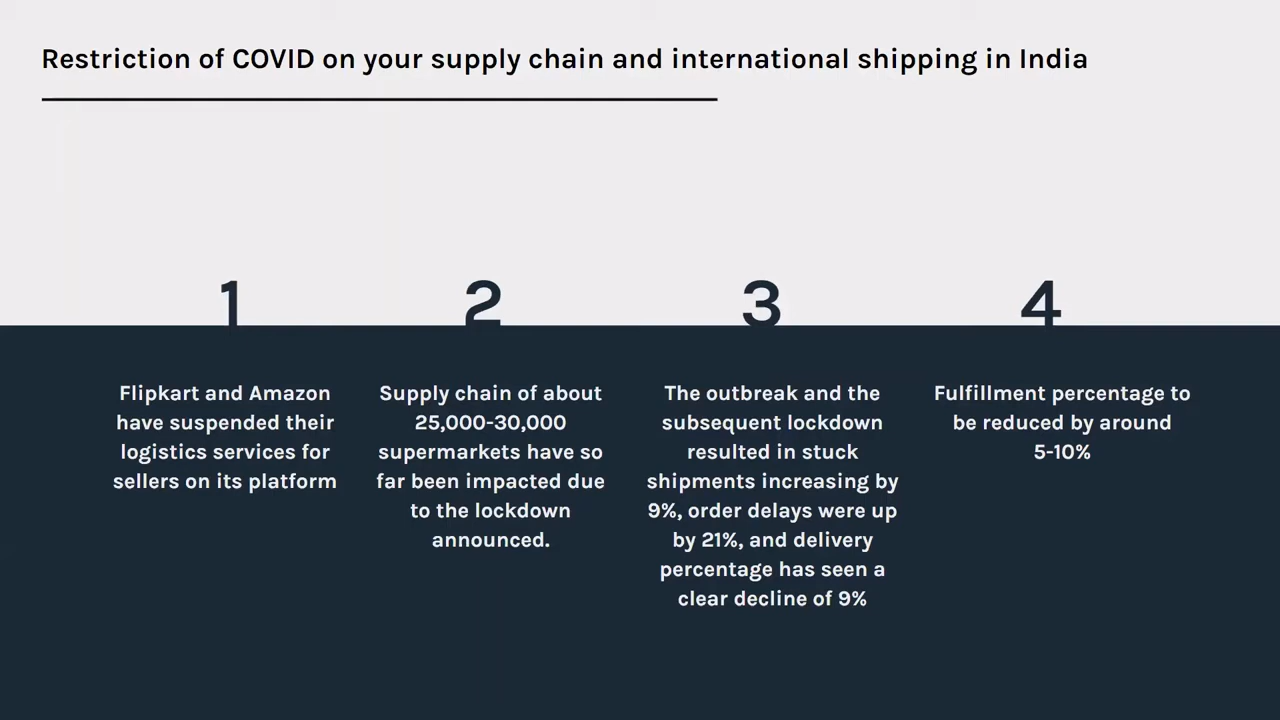 Restriction of COVID on your supply chain and international shipping in India
1
Flipkart and Amazon
have suspended their
logistics services for
sellers on its platform
2
Supply chain of about
25,000-30,000
supermarkets have so
far been impacted due
to the lockdown
announced.
3
The outbreak and the
subsequent lockdown
resulted in stuck
shipments increasing by
9%, order delays were up
by 21%, and delivery
percentage has seen a
clear decline of 9%
4
Fulfillment percentage to
be reduced by around
5-10%